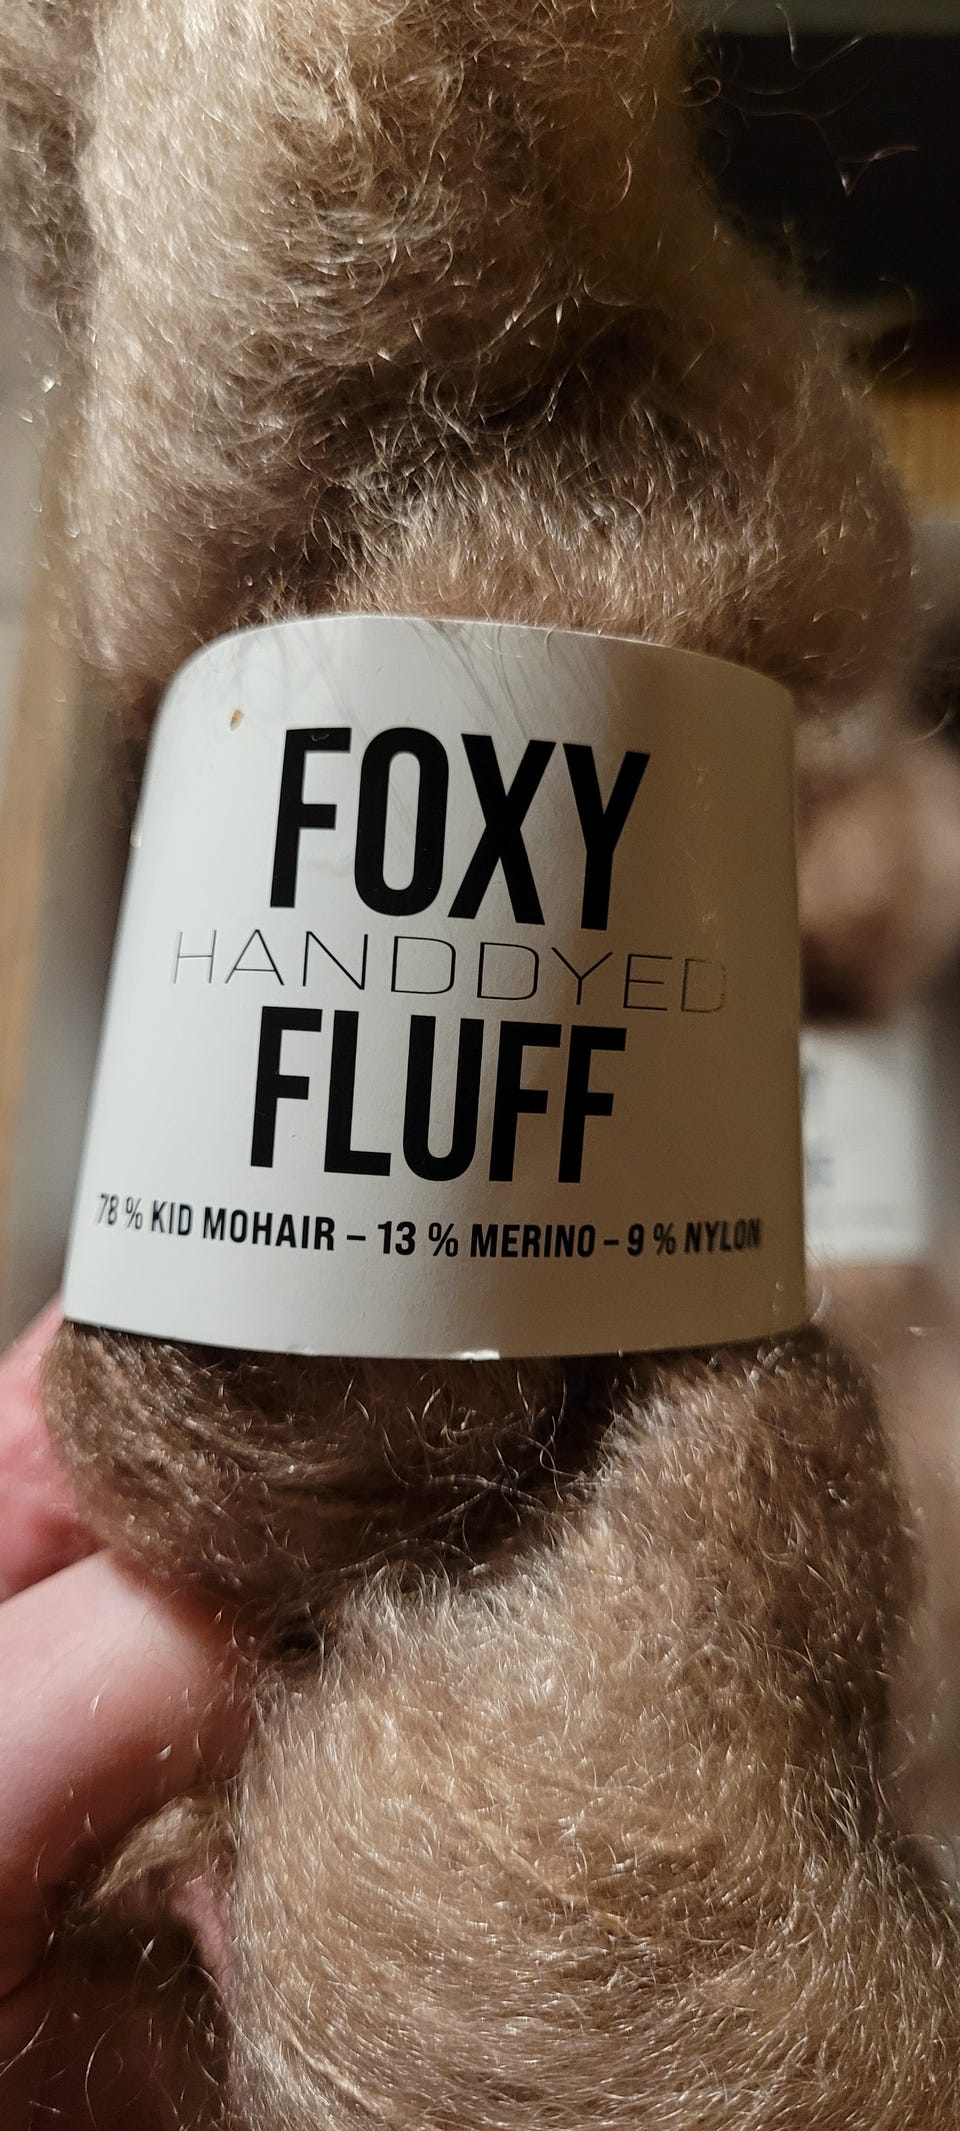 FOXY
HANDDYED
FLUFF
78 % KID MOHAIR – 13 % MERINO – 9 % NYLON